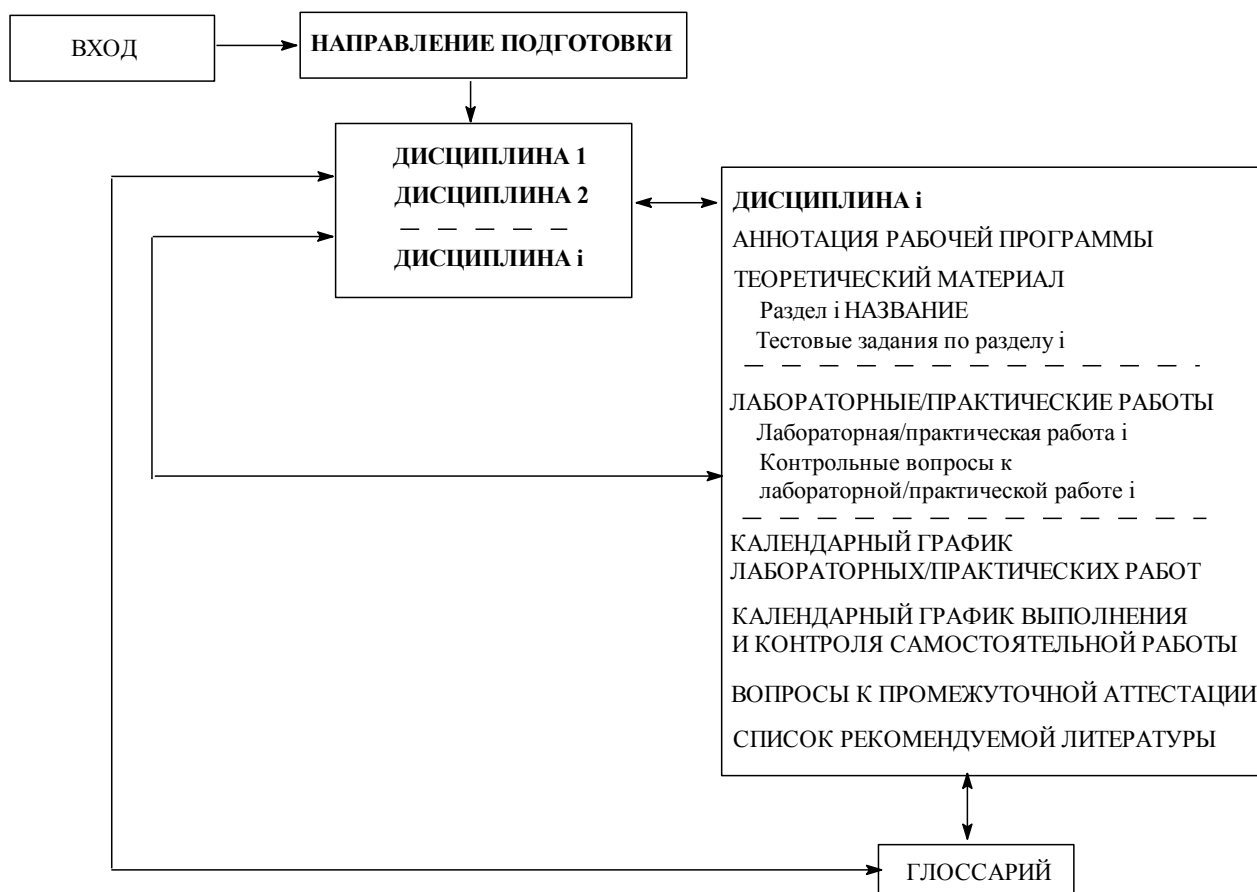 ВХОД
НАПРАВЛЕНИЕ ПОДГОТОВКИ
ДИСЦИПЛИНА 1
ДИСЦИПЛИНА 2
ДИСЦИПЛИНА i
ДИСЦИПЛИНА i
АННОТАЦИЯ РАБОЧЕЙ ПРОГРАММЫ
ТЕОРЕТИЧЕСКИЙ МАТЕРИАЛ
Раздел i НАЗВАНИЕ
Тестовые задания по разделу i
ЛАБОРАТОРНЫЕ/ПРАКТИЧЕСКИЕ РАБОТЫ
Лабораторная/практическая работа i
Контрольные вопросы к
лабораторной/практической работе i
КАЛЕНДАРНЫЙ ГРАФИК
ЛАБОРАТОРНЫХ/ПРАКТИЧЕСКИХ РАБОТ
КАЛЕНДАРНЫЙ ГРАФИК ВЫПОЛНЕНИЯ
И КОНТРОЛЯ САМОСТОЯТЕЛЬНОЙ РАБОТЫ
ВОПРОСЫ К ПРОМЕЖУТОЧНОЙ АТТЕСТАЦИИ
СПИСОК РЕКОМЕНДУЕМОЙ ЛИТЕРАТУРЫ
ГЛОССАРИЙ